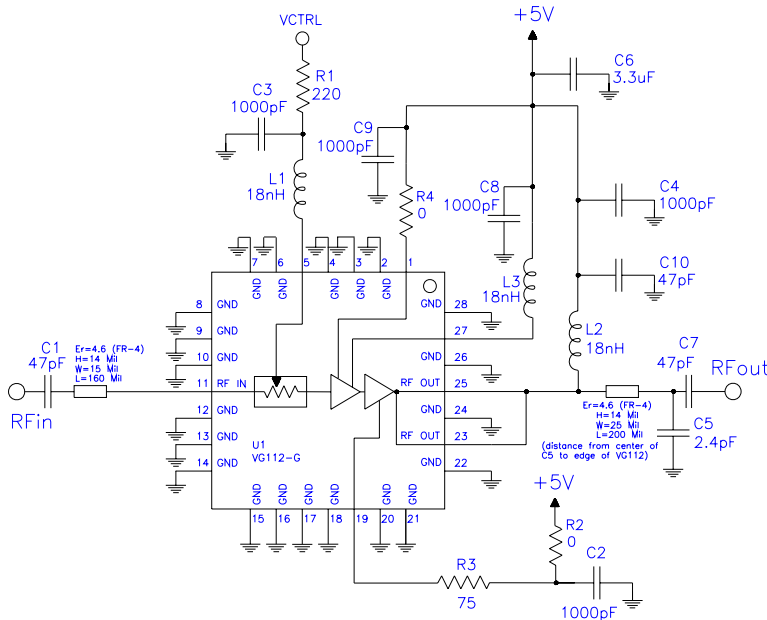 VCTRL
+5V
R1
220
C3
1000pF
C6
3.3uF
C9
1000pF
L1
18nH
R4
0
C8
1000pF
C4
1000pF
L3
18nH
C10
47pF
7
6
5
4
3
2
1
GND
GND
GND
GND
GND
GND
28
8
GND
27
9
GND
L2
18nH
GND
26
10
GND
C1
47pF
Er=4.6 (FR-4)
H=14 Mil
W=15 Mil
L=160 Mil
11
RF IN
RF OUT
25
C7
47pF
RFin
RFout
12
GND
GND
24
Er=4.6 (FR-4)
H=14 Mil
W=25 Mil
L=200 Mil
(distance from center of
C5 to edge of VG112)
C5
2.4pF
13
GND
RF OUT
23
U1
VG112-G
14
GND
GND
22
GND
GND
GND
GND
GND
GND
15
16
17
18
19
20
21
+5V
R2
0
C2
1000pF
R3
75